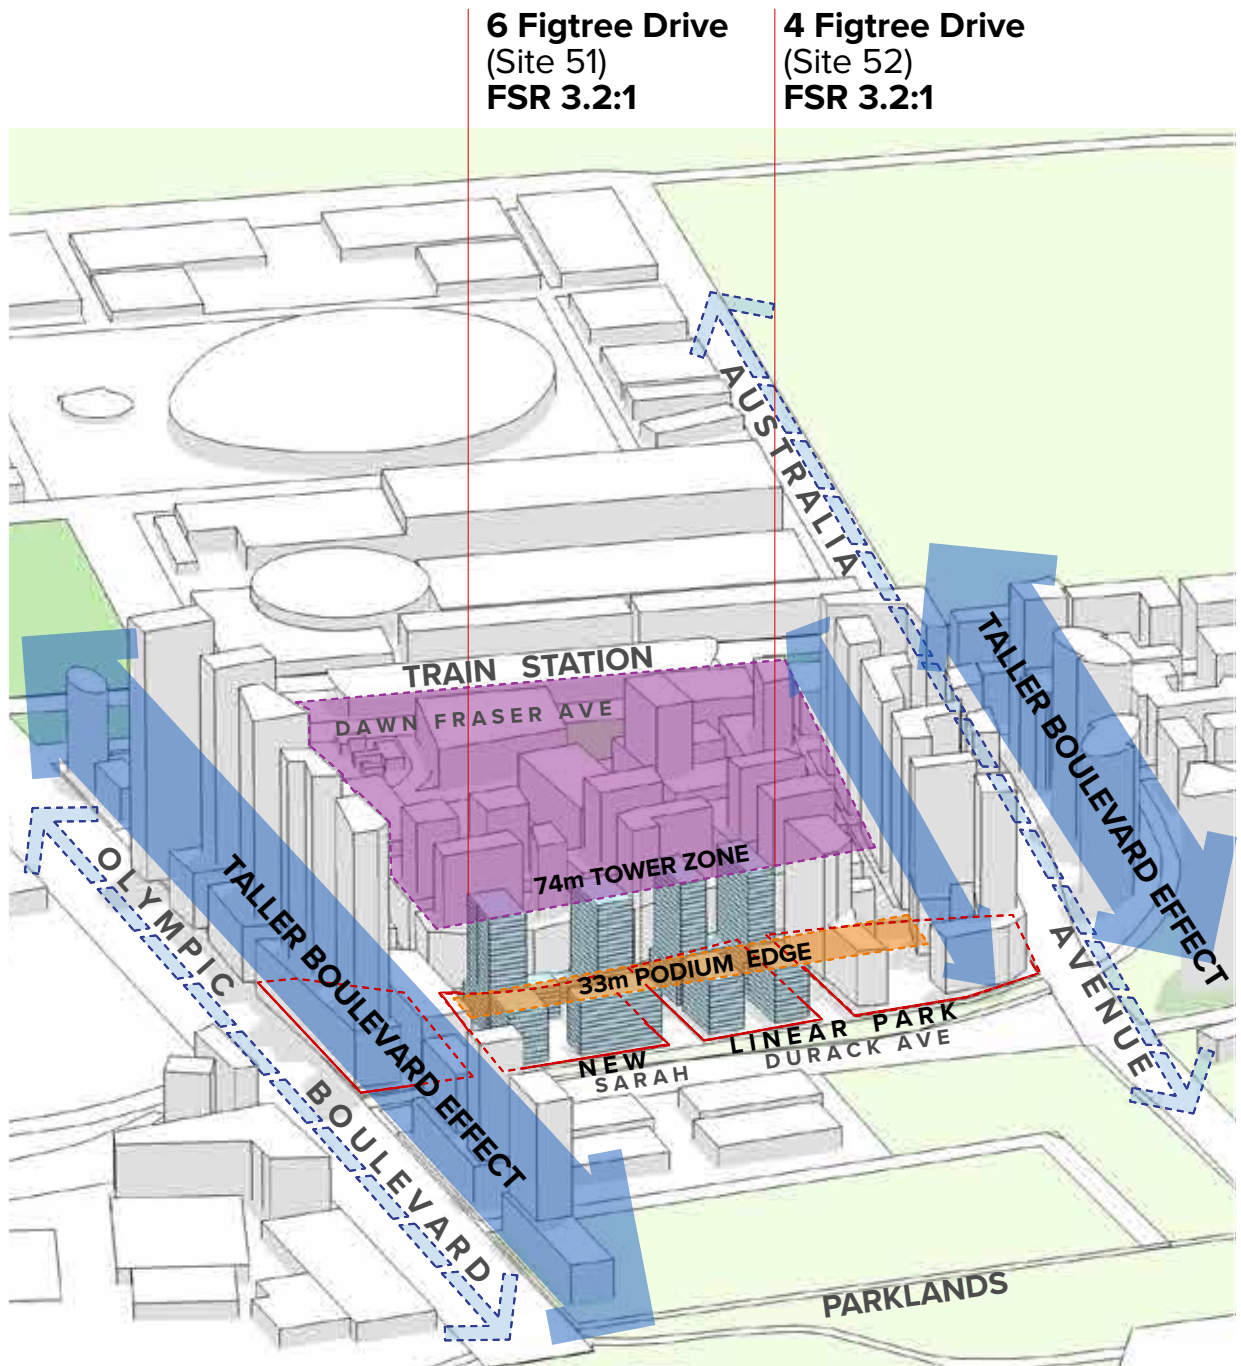 6 Figtree Drive
(Site 51)
FSR 3.2:1
4 Figtree Drive
(Site 52)
FSR 3.2:1
AUSTRALIA
AVENUE
TRAIN STATION
DAWN FRASER AVE
TALLER BOULEVARD EFFECT
74m TOWER ZONE
TALLER BOULEVARD EFFECT
OLYMPIC
BOULEVARD
33m PODIUM EDGE
NEW LINEAR PARK
SARAH DURACK AVE
PARKLANDS